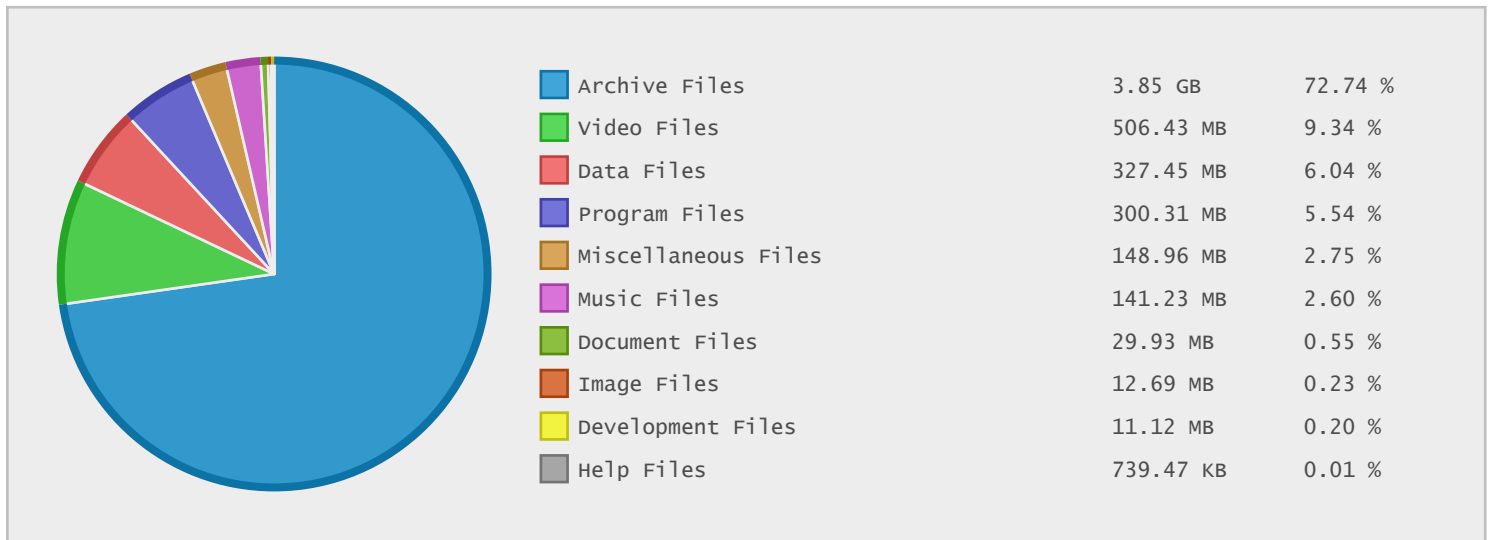 Archive Files 3.85 GB 72.74 %
Video Files 506.43 MB 9.34 %
Data Files 327.45 MB 6.04 %
Program Files 300.31 MB 5.54 %
Miscellaneous Files 148.96 MB 2.75 %
Music Files 141.23 MB 2.60 %
Document Files 29.93 MB 0.55 %
Image Files 12.69 MB 0.23 %
Development Files 11.12 MB 0.20 %
Help Files 739.47 KB 0.01 %